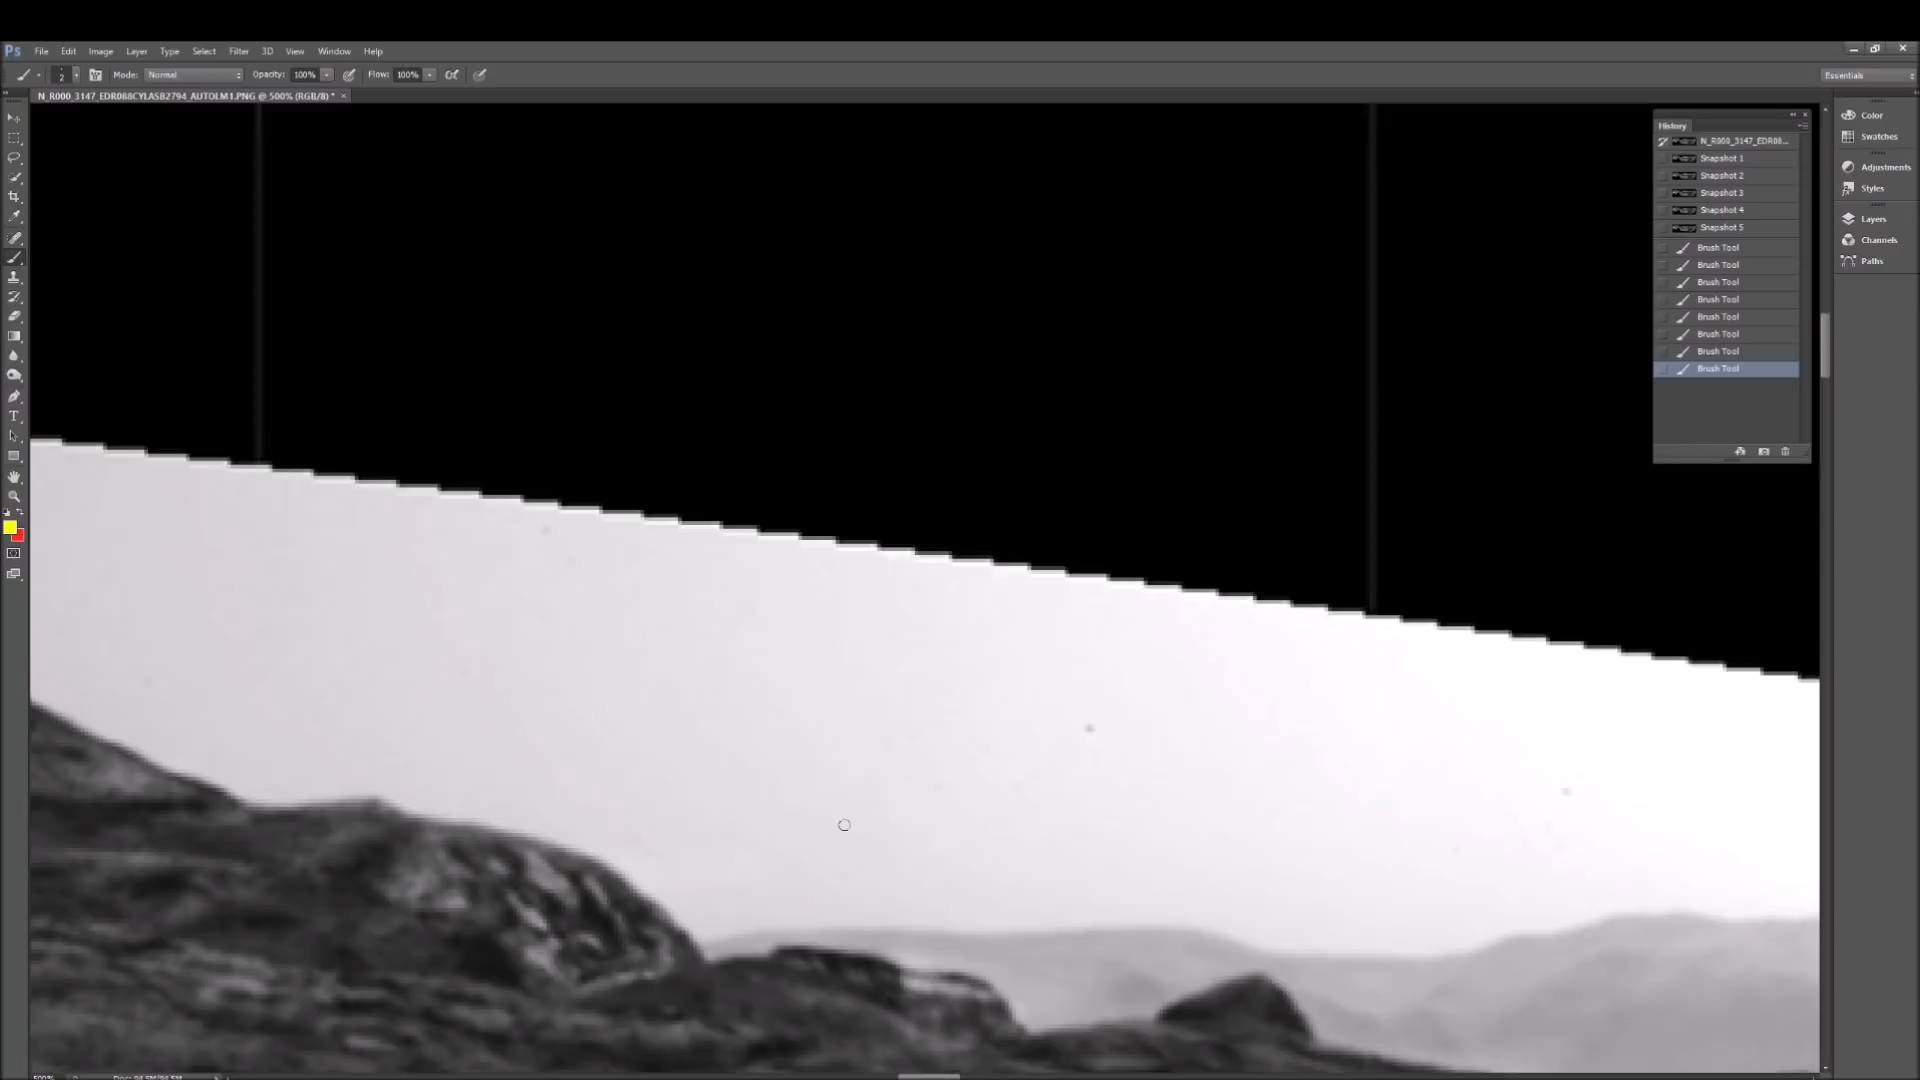 Ps File Edit Image Layer Type Select Filter 3D View Window Help
2 Mode: Normal Opacity: 100% Flow: 100% Essentials
N_R000_3147_EDR088CYLASB2794_AUTOLM1.PNG @ 500% (RGB/8) * ×
History
N_R000_3147_EDR08...
Snapshot 1
Snapshot 2
Snapshot 3
Snapshot 4
Snapshot 5
Brush Tool
Brush Tool
Brush Tool
Brush Tool
Brush Tool
Brush Tool
Brush Tool
Brush Tool
Color
Swatches
Adjustments
Styles
Layers
Channels
Paths
T
500%